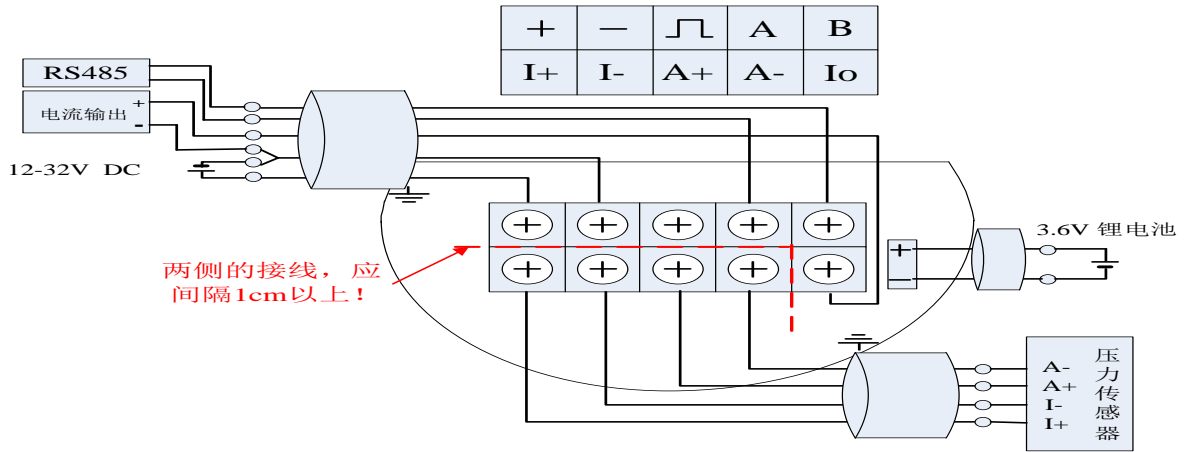 + − A B
I+ I- A+ A- Io
RS485
电流输出 + -
12-32V DC
两侧的接线，应
间隔1cm以上！
+
−
3.6V 锂电池
A-
A+
I-
I+
压力传感器